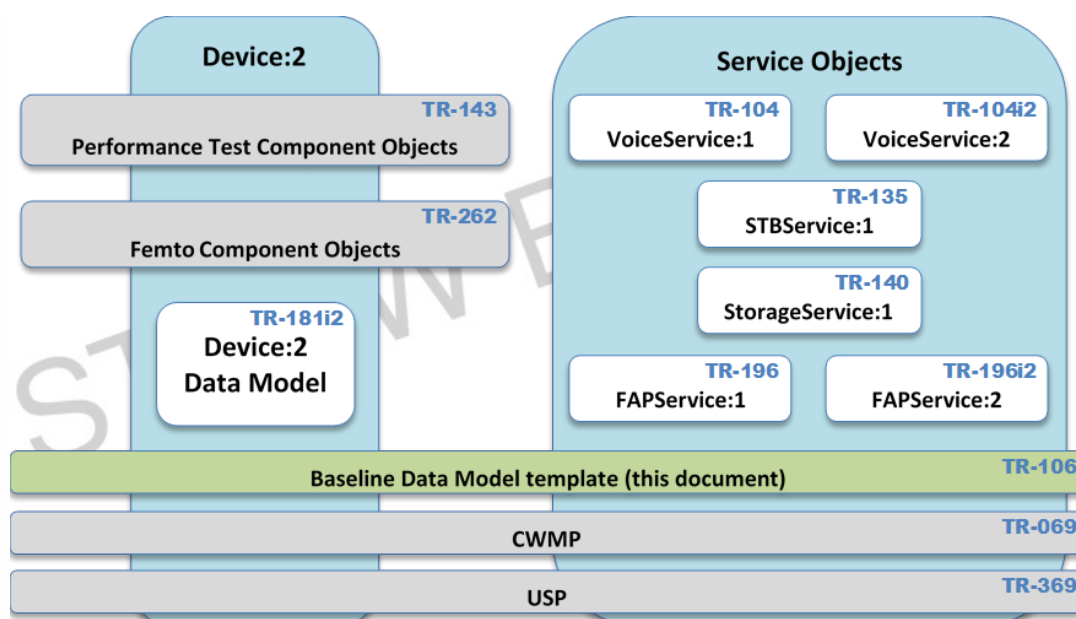 Device:2
Service Objects
TR-143
Performance Test Component Objects
TR-262
Femto Component Objects
TR-181i2
Device:2
Data Model
TR-104
VoiceService:1
TR-104i2
VoiceService:2
TR-135
STBService:1
TR-140
StorageService:1
TR-196
FAPService:1
TR-196i2
FAPService:2
TR-106
Baseline Data Model template (this document)
TR-069
CWMP
TR-369
USP